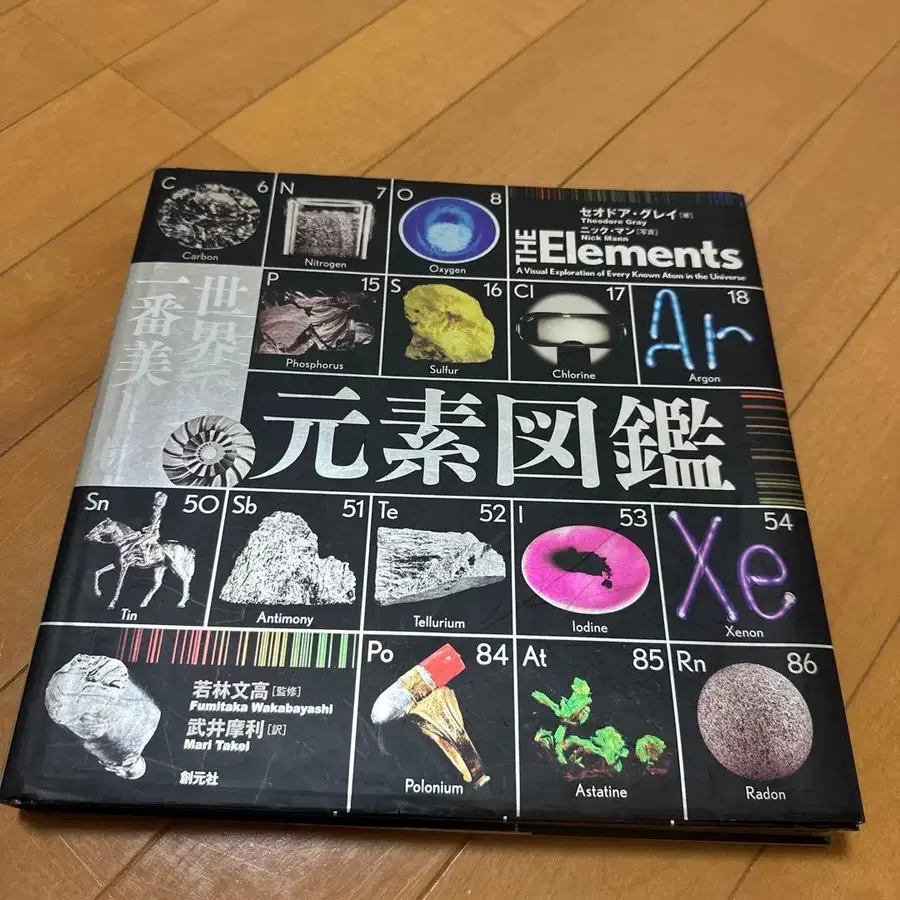 C 6
Carbon
N 7
Nitrogen
O 8
Oxygen
セオドア・グレイ[著]
Theodore Gray
ニック・マン[写真]
Nick Mann
THE Elements
A Visual Exploration of Every Known Atom in the Universe
世界
一番美し
P 15
Phosphorus
S 16
Sulfur
Cl 17
Chlorine
Ar 18
Argon
元素図鑑
Sn 50
Tin
Sb 51
Antimony
Te 52
Tellurium
I 53
Iodine
Xe 54
Xenon
若林文高[監修]
Fumitaka Wakabayashi
武井摩利[訳]
Mari Takei
創元社
Po 84
Polonium
At 85
Astatine
Rn 86
Radon